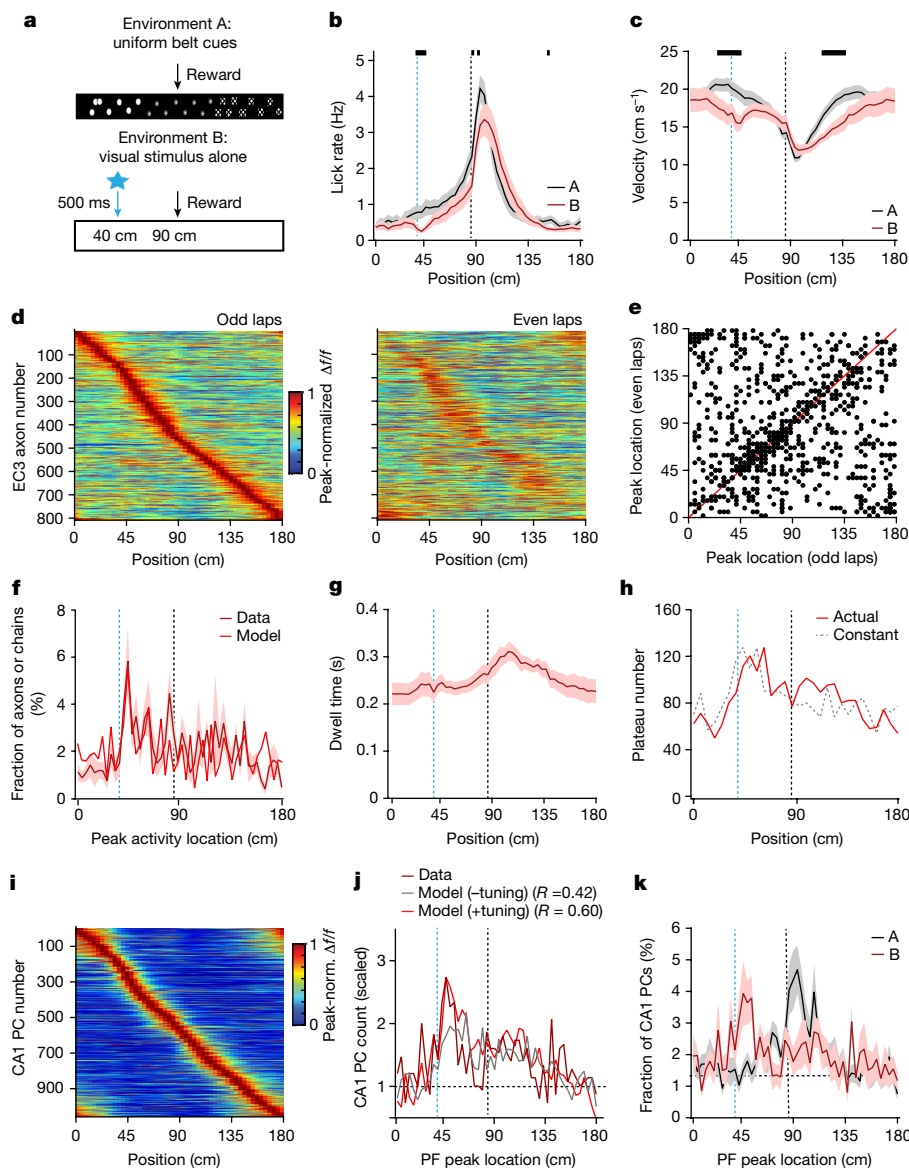 a
Environment A:
uniform belt cues
Reward
Environment B:
visual stimulus alone
500 ms
Reward
40 cm 90 cm
b
Lick rate (Hz)
5
4
3
2
1
0
A
B
0 45 90 135 180
Position (cm)
c
Velocity (cm s⁻¹)
25
20
15
10
5
0
A
B
0 45 90 135 180
Position (cm)
d
Odd laps
EC3 axon number
100
200
300
400
500
600
700
800
0 45 90 135 180
Position (cm)
1
0
Peak-normalized Δf/f
Even laps
0 45 90 135 180
Position (cm)
e
Peak location (even laps)
180
135
90
45
0
0 45 90 135 180
Peak location (odd laps)
f
Fraction of axons or chains
(%)
8
6
4
2
0
Data
Model
0 45 90 135 180
Peak activity location (cm)
g
Dwell time (s)
0.4
0.3
0.2
0.1
0
0 45 90 135 180
Position (cm)
h
Plateau number
160
120
80
40
0
Actual
Constant
0 45 90 135 180
Position (cm)
i
CA1 PC number
100
300
500
700
900
0 45 90 135 180
Position (cm)
1
0
Peak-norm. Δf/f
j
Data
Model (–tuning) (R =0.42)
Model (+tuning) (R = 0.60)
CA1 PC count (scaled)
4
3
2
1
0 45 90 135 180
PF peak location (cm)
k
Fraction of CA1 PCs (%)
6
5
4
3
2
1
0
A
B
0 45 90 135 180
PF peak location (cm)